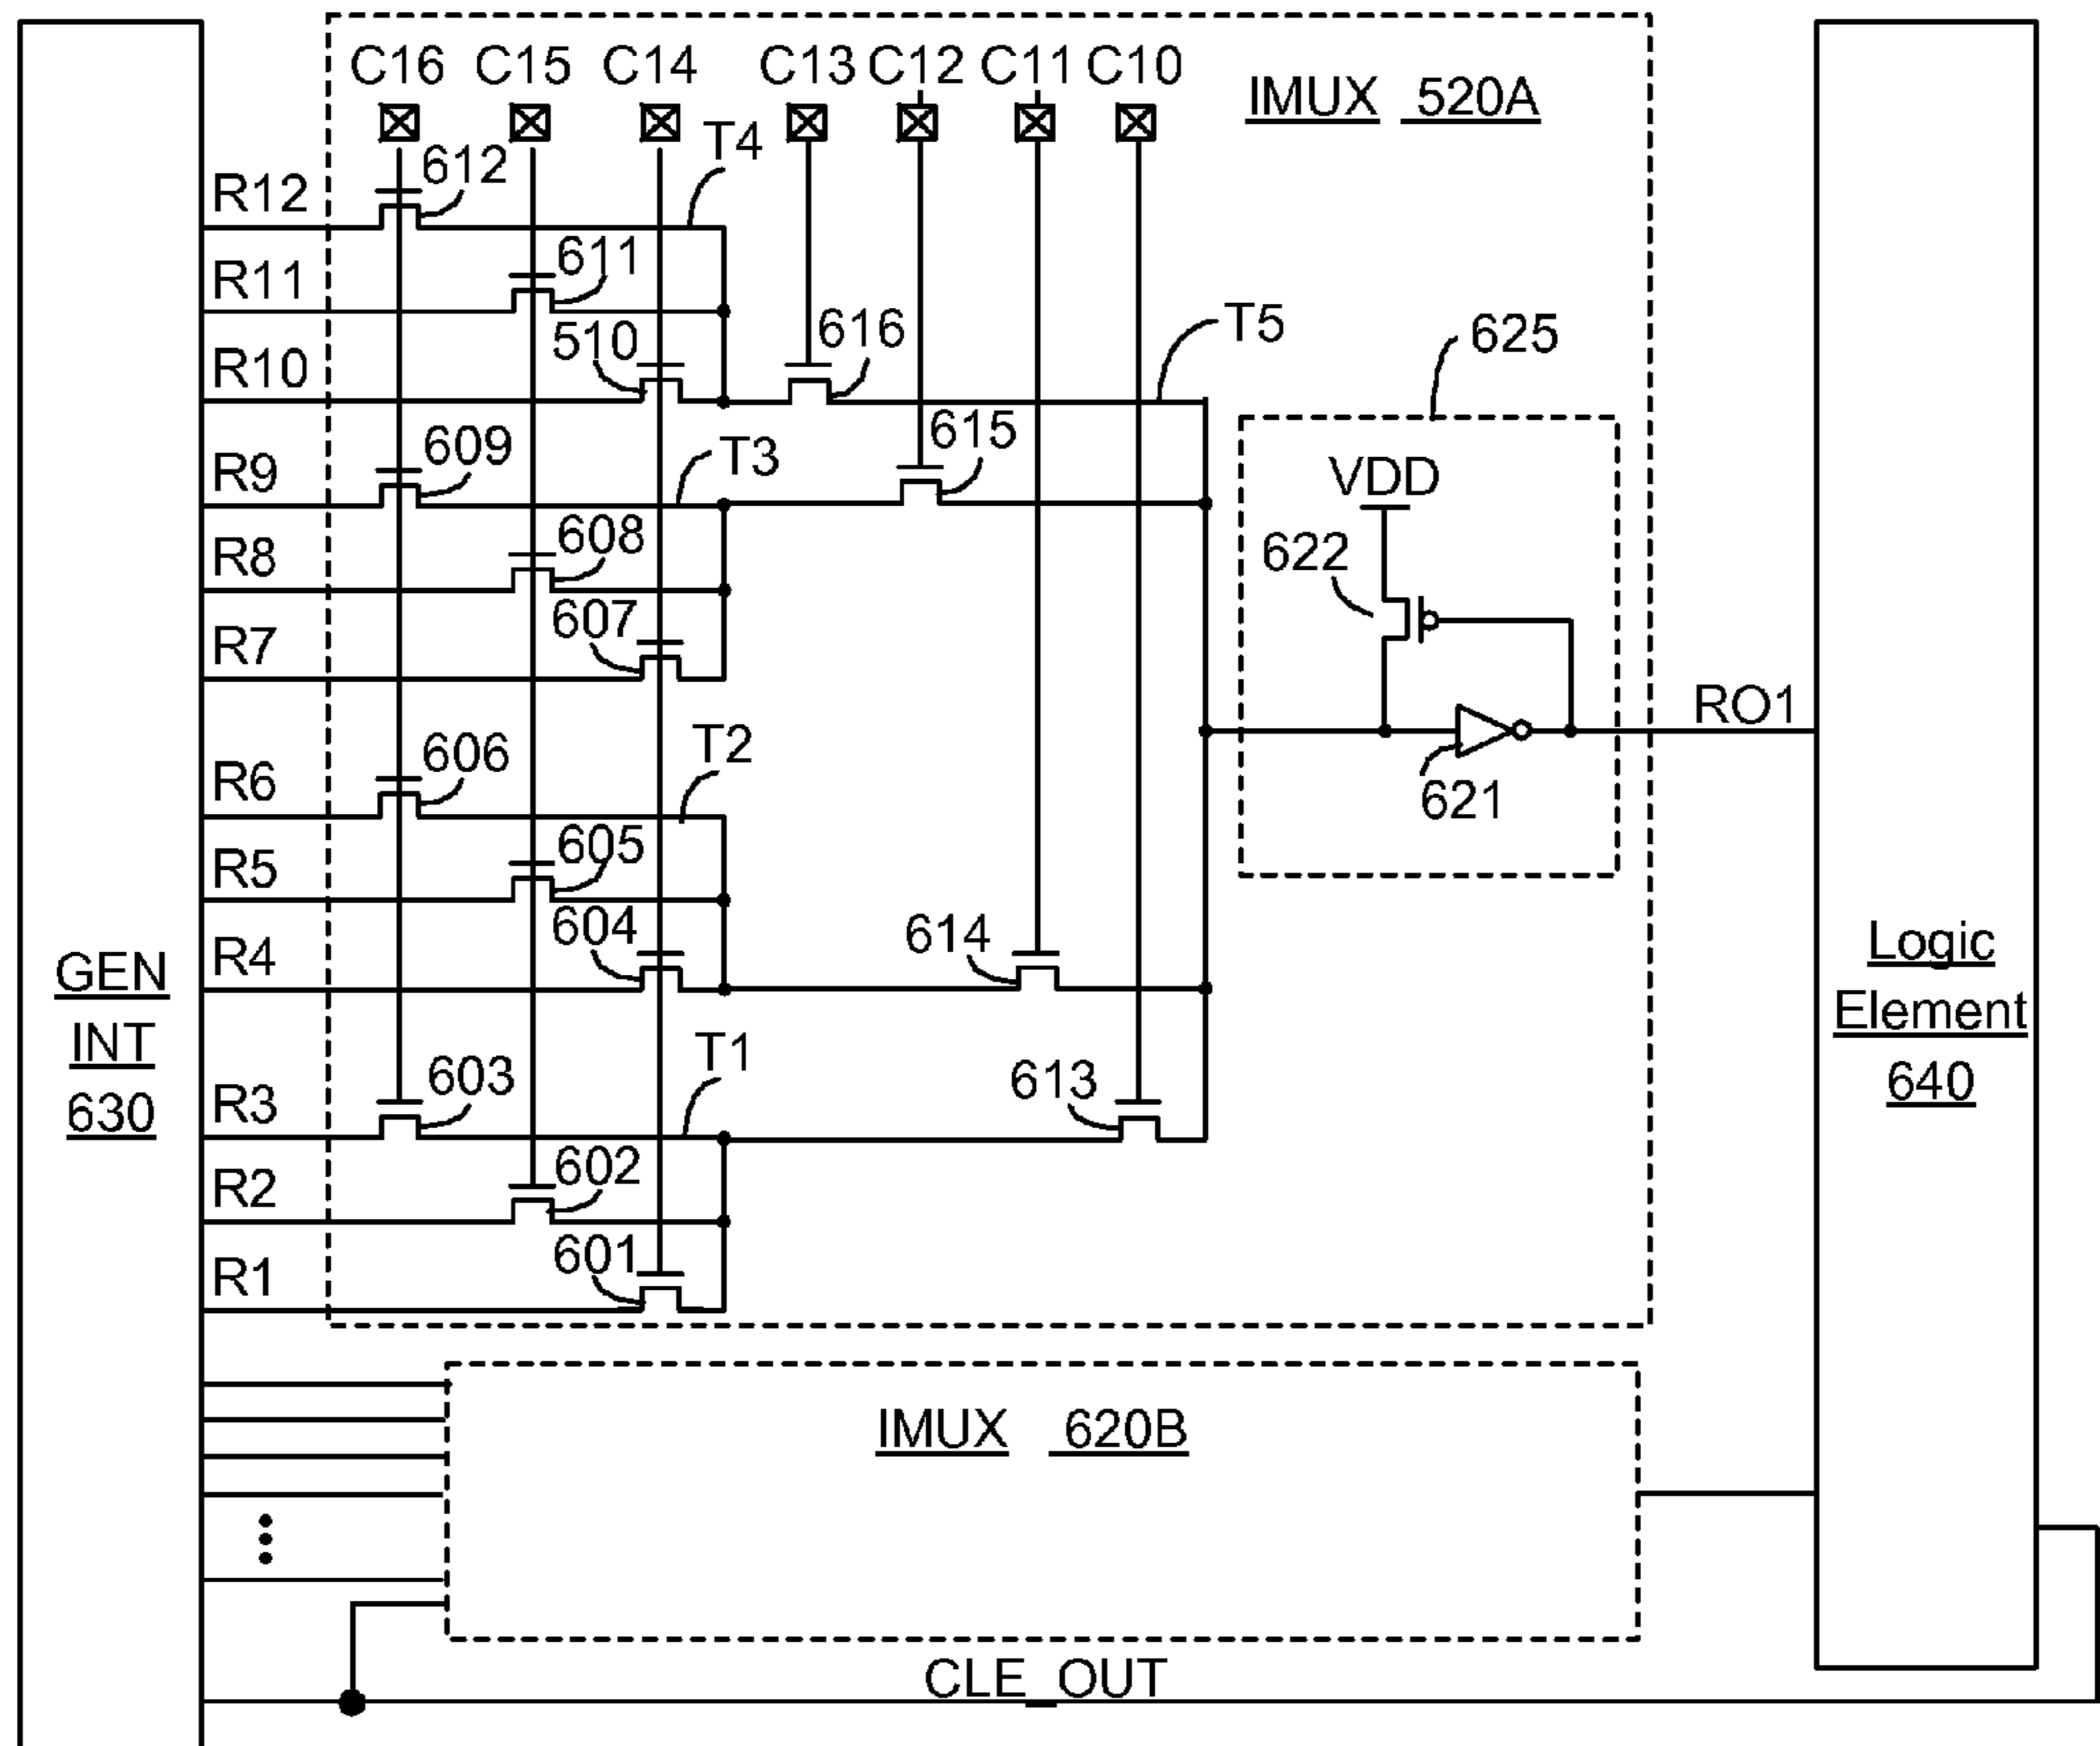 C16 C15 C14 C13 C12 C11 C10
IMUX 520A
T4
612
R12
611
R11
T5
616
625
510
R10
615
609
T3
R9
VDD
608
622
R8
607
R7
RO1
T2
606
R6
621
605
R5
604
614
R4
GEN
INT
630
Logic
Element
640
T1
603
613
R3
602
R2
601
R1
IMUX 620B
CLE_OUT